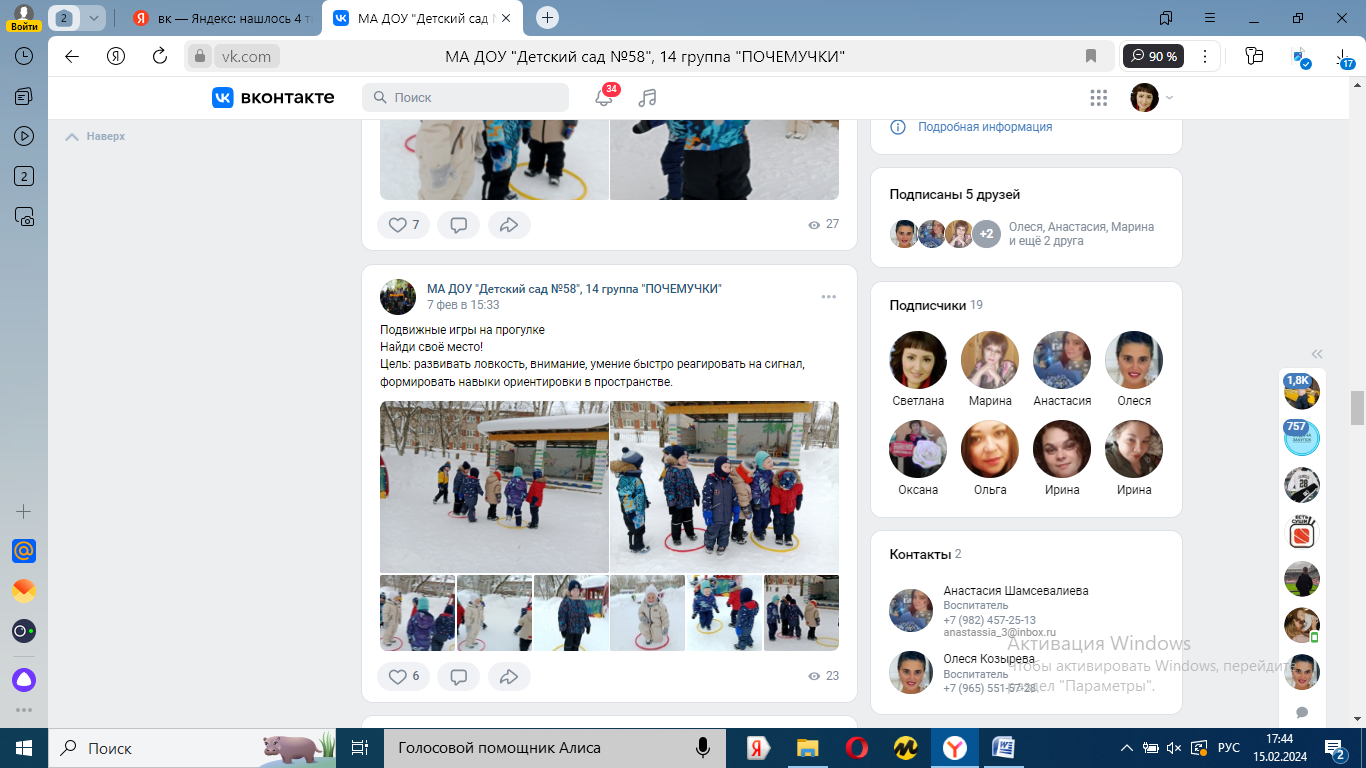 2
вк — Яндекс: нашлось 4 т
МА ДОУ "Детский сад №
Войти
vk.com
МА ДОУ "Детский сад №58", 14 группа "ПОЧЕМУЧКИ"
90 %
17
вконтакте
Поиск
34
2
Наверх
Подробная информация
7
27
Подписаны 5 друзей
+2
Олеся, Анастасия, Марина
и ещё 2 друга
МА ДОУ "Детский сад №58", 14 группа "ПОЧЕМУЧКИ"
7 фев в 15:33
Подвижные игры на прогулке
Найди своё место!
Цель: развивать ловкость, внимание, умение быстро реагировать на сигнал,
формировать навыки ориентировки в пространстве.
6
23
Подписчики 19
Светлана
Марина
Анастасия
Олеся
Оксана
Ольга
Ирина
Ирина
Контакты 2
Анастасия Шамсевалиева
Воспитатель
+7 (982) 457-25-13
anastassia_3@inbox.ru
Олеся Козырева
Воспитатель
+7 (965) 551-57-28
1,8K
757
28
ЕСТЬ
СУШИ
Активация Windows
Чтобы активировать Windows, перейдите
раздел "Параметры".
Поиск
Голосовой помощник Алиса
РУС
17:44
15.02.2024
2